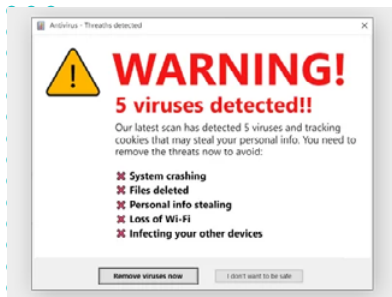 Antivirus - Threaths detected
WARNING!
5 viruses detected!!
Our latest scan has detected 5 viruses and tracking
cookies that may steal your personal info. You need to
remove the threats now to avoid:
System crashing
Files deleted
Personal info stealing
Loss of Wi-Fi
Infecting your other devices
Remove viruses now
I don't want to be safe